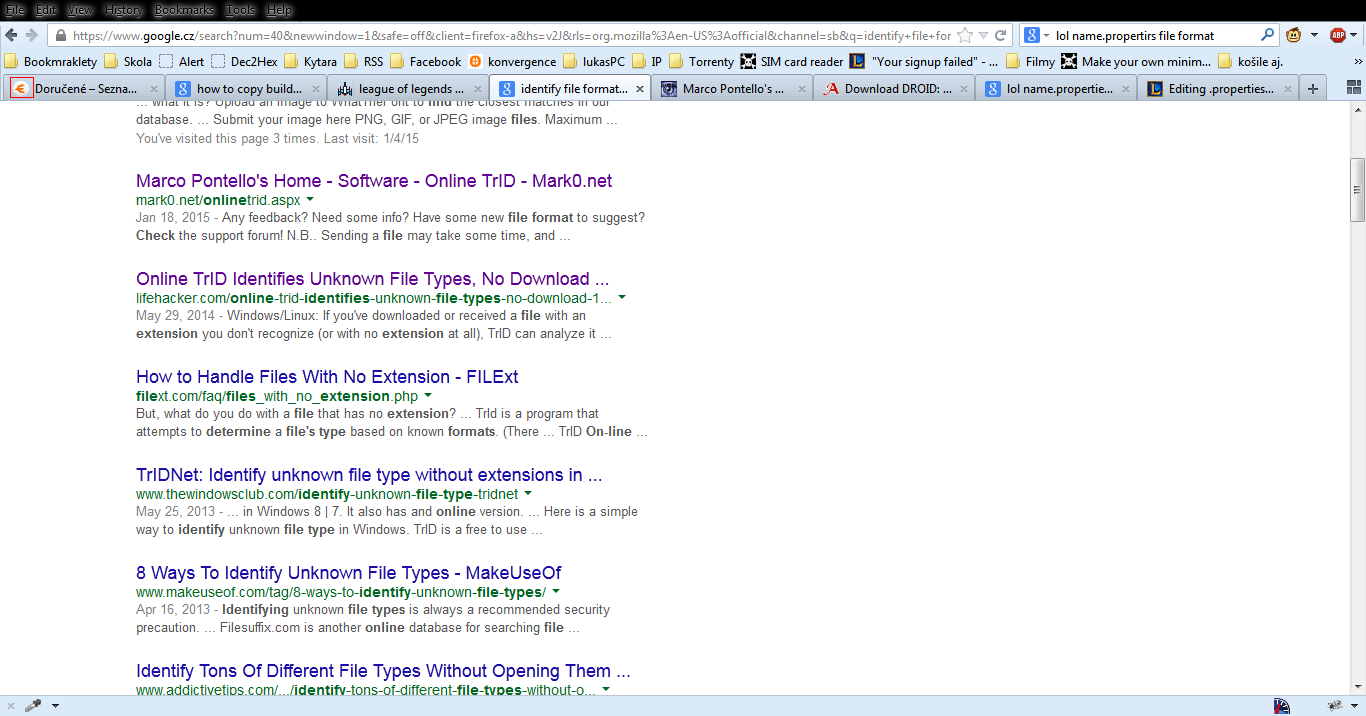 File Edit View History Bookmarks Tools Help
https://www.google.cz/search?num=40&newwindow=1&safe=off&client=firefox-a&hs=v2J&rls=org.mozilla%3Aen-US%3Aofficial&channel=sb&q=identify+file+for lol name.propertirs file format
Bookmraklety Skola Alert Dec2Hex Kytara RSS Facebook konvergence lukasPC IP Torrenty SIM card reader "Your signup failed" - ... Filmy Make your own minim... košile aj.
Doručené – Sezna... how to copy build... league of legends ... identify file format... Marco Pontello's ... Download DROID: ... lol name.propertie... Editing .properties...
... what it is? Upload an image to WhatTheFont to find the closest matches in our
database. ... Submit your image here PNG, GIF, or JPEG image files. Maximum ...
You've visited this page 3 times. Last visit: 1/4/15
Marco Pontello's Home - Software - Online TrID - Mark0.net
mark0.net/onlinetrid.aspx
Jan 18, 2015 - Any feedback? Need some info? Have some new file format to suggest?
Check the support forum! N.B.. Sending a file may take some time, and ...
Online TrID Identifies Unknown File Types, No Download ...
lifehacker.com/online-trid-identifies-unknown-file-types-no-download-1...
May 29, 2014 - Windows/Linux: If you've downloaded or received a file with an
extension you don't recognize (or with no extension at all), TrID can analyze it ...
How to Handle Files With No Extension - FILExt
filext.com/faq/files_with_no_extension.php
But, what do you do with a file that has no extension? ... TrId is a program that
attempts to determine a file's type based on known formats. (There ... TrID On-line ...
TrIDNet: Identify unknown file type without extensions in ...
www.thewindowsclub.com/identify-unknown-file-type-tridnet
May 25, 2013 - ... in Windows 8 | 7. It also has and online version. ... Here is a simple
way to identify unknown file type in Windows. TrID is a free to use ...
8 Ways To Identify Unknown File Types - MakeUseOf
www.makeuseof.com/tag/8-ways-to-identify-unknown-file-types/
Apr 16, 2013 - Identifying unknown file types is always a recommended security
precaution. ... Filesuffix.com is another online database for searching file ...
Identify Tons Of Different File Types Without Opening Them ...
www.addictivetips.com/.../identify-tons-of-different-file-types-without-o...